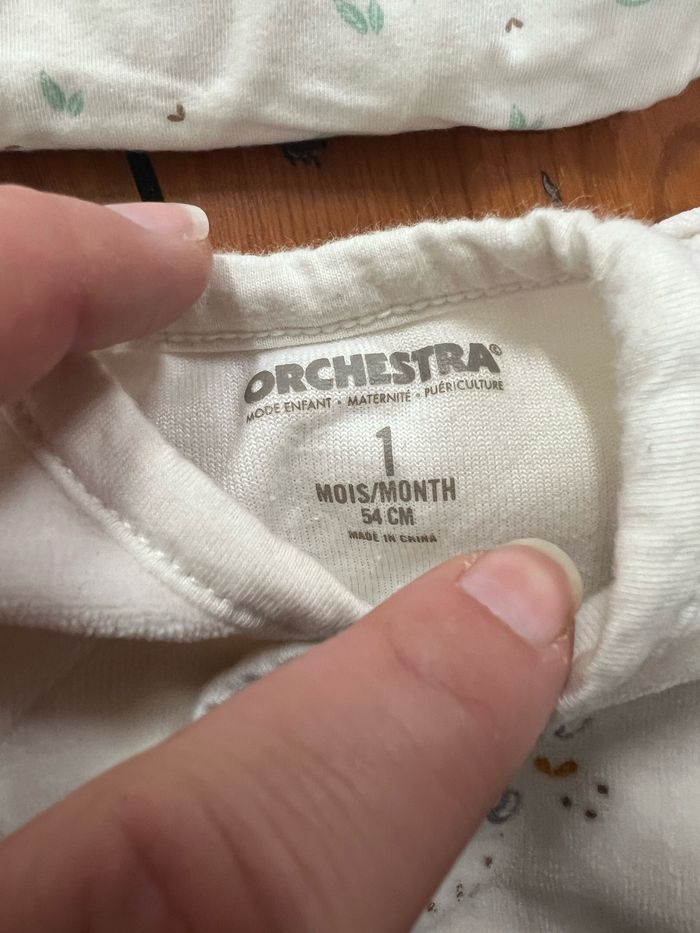 ORCHESTRA©
MODE ENFANT • MATERNITÉ • PUÉRICULTURE
1
MOIS/MONTH
54 CM
MADE IN CHINA